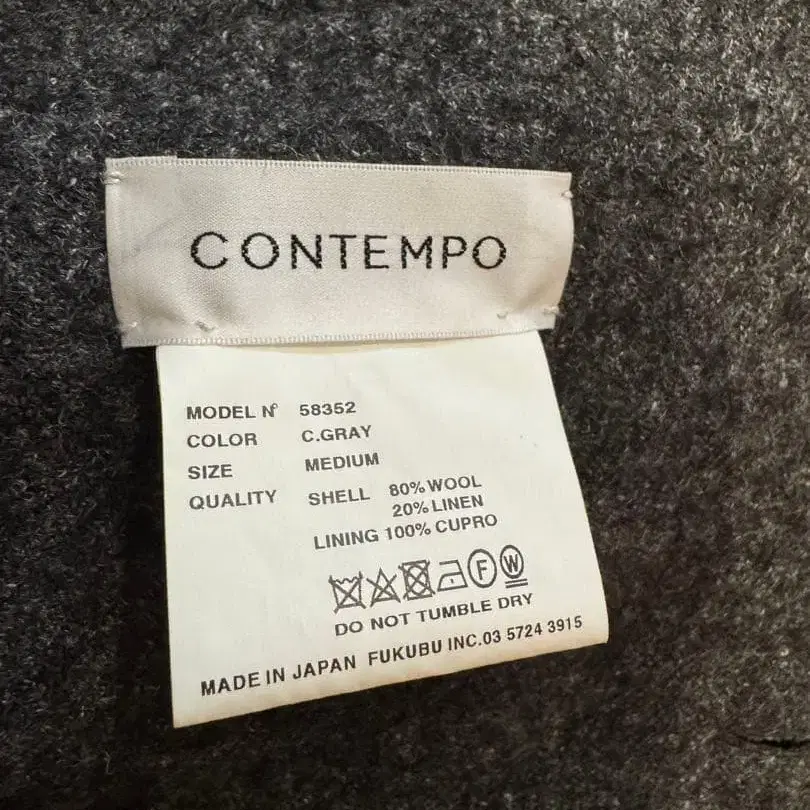 CONTEMPO
MODEL Nº 58352
COLOR C.GRAY
SIZE MEDIUM
QUALITY SHELL 80% WOOL
20% LINEN
LINING 100% CUPRO
F W
DO NOT TUMBLE DRY
MADE IN JAPAN FUKUBU INC.03 5724 3915